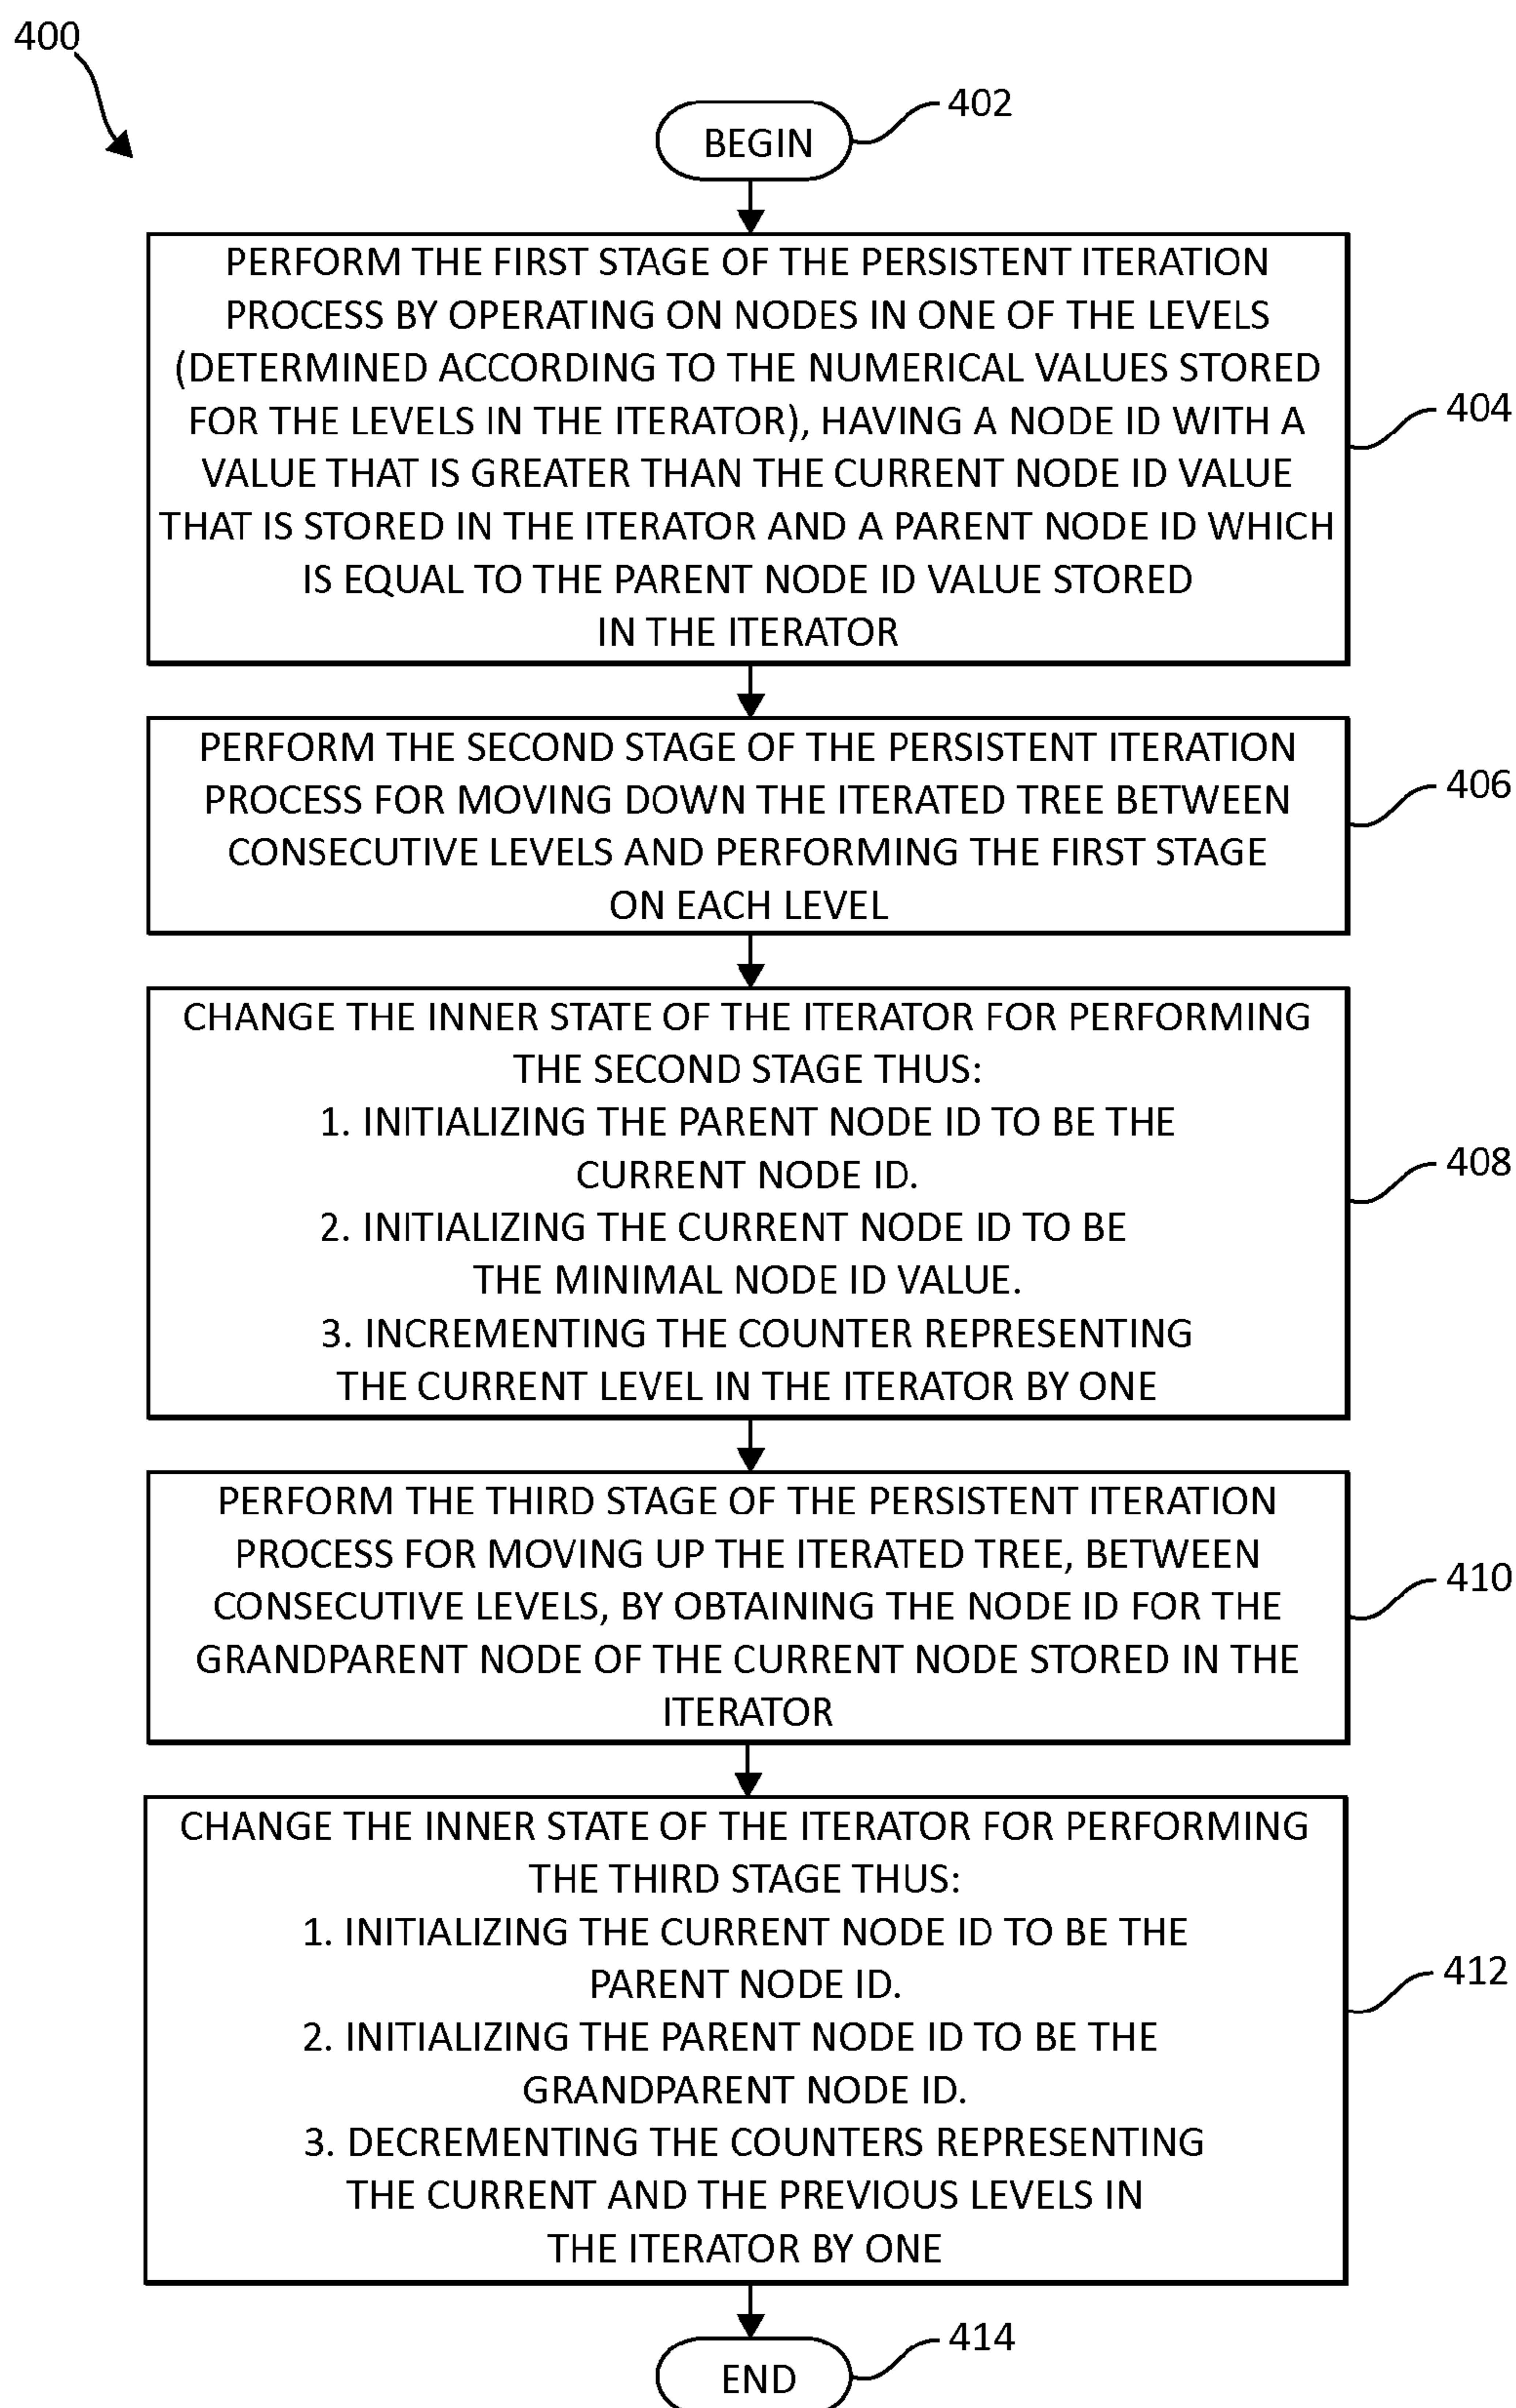 400
402
BEGIN
PERFORM THE FIRST STAGE OF THE PERSISTENT ITERATION
PROCESS BY OPERATING ON NODES IN ONE OF THE LEVELS
(DETERMINED ACCORDING TO THE NUMERICAL VALUES STORED
FOR THE LEVELS IN THE ITERATOR), HAVING A NODE ID WITH A
VALUE THAT IS GREATER THAN THE CURRENT NODE ID VALUE
THAT IS STORED IN THE ITERATOR AND A PARENT NODE ID WHICH
IS EQUAL TO THE PARENT NODE ID VALUE STORED
IN THE ITERATOR
404
PERFORM THE SECOND STAGE OF THE PERSISTENT ITERATION
PROCESS FOR MOVING DOWN THE ITERATED TREE BETWEEN
CONSECUTIVE LEVELS AND PERFORMING THE FIRST STAGE
ON EACH LEVEL
406
CHANGE THE INNER STATE OF THE ITERATOR FOR PERFORMING
THE SECOND STAGE THUS:
1. INITIALIZING THE PARENT NODE ID TO BE THE
CURRENT NODE ID.
2. INITIALIZING THE CURRENT NODE ID TO BE
THE MINIMAL NODE ID VALUE.
3. INCREMENTING THE COUNTER REPRESENTING
THE CURRENT LEVEL IN THE ITERATOR BY ONE
408
PERFORM THE THIRD STAGE OF THE PERSISTENT ITERATION
PROCESS FOR MOVING UP THE ITERATED TREE, BETWEEN
CONSECUTIVE LEVELS, BY OBTAINING THE NODE ID FOR THE
GRANDPARENT NODE OF THE CURRENT NODE STORED IN THE
ITERATOR
410
CHANGE THE INNER STATE OF THE ITERATOR FOR PERFORMING
THE THIRD STAGE THUS:
1. INITIALIZING THE CURRENT NODE ID TO BE THE
PARENT NODE ID.
2. INITIALIZING THE PARENT NODE ID TO BE THE
GRANDPARENT NODE ID.
3. DECREMENTING THE COUNTERS REPRESENTING
THE CURRENT AND THE PREVIOUS LEVELS IN
THE ITERATOR BY ONE
412
414
END